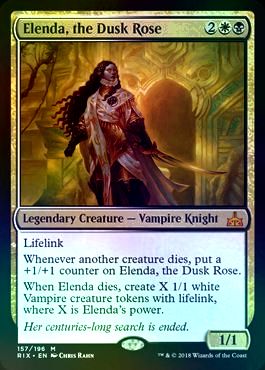 Elenda, the Dusk Rose 2
Legendary Creature — Vampire Knight
Lifelink
Whenever another creature dies, put a
+1/+1 counter on Elenda, the Dusk Rose.
When Elenda dies, create X 1/1 white
Vampire creature tokens with lifelink,
where X is Elenda's power.
Her centuries-long search is ended.
1/1
157/196 M
RIX • EN Chris Rahn ™ & © 2018 Wizards of the Coast